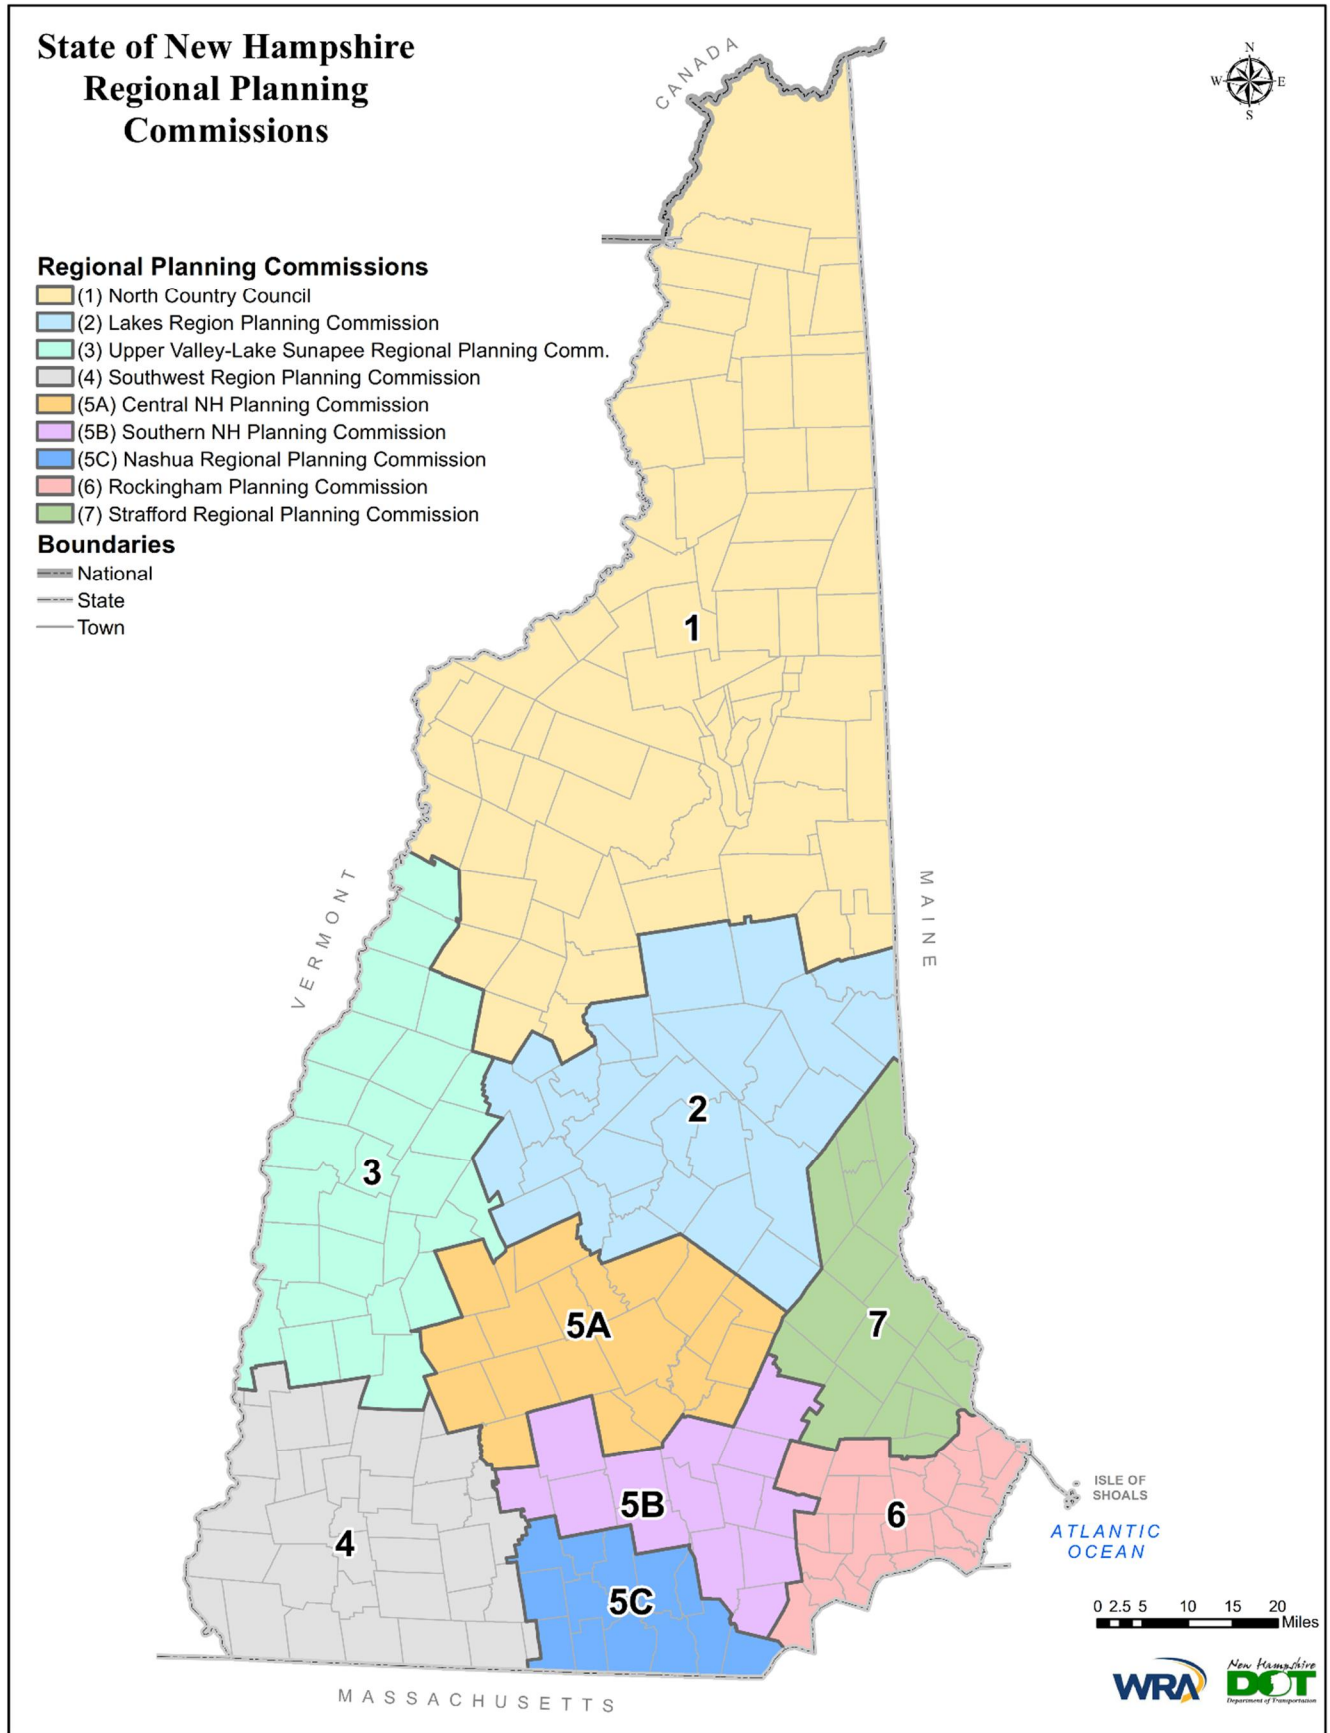 State of New Hampshire
Regional Planning
Commissions
CANADA
N
W E
S
Regional Planning Commissions
(1) North Country Council
(2) Lakes Region Planning Commission
(3) Upper Valley-Lake Sunapee Regional Planning Comm.
(4) Southwest Region Planning Commission
(5A) Central NH Planning Commission
(5B) Southern NH Planning Commission
(5C) Nashua Regional Planning Commission
(6) Rockingham Planning Commission
(7) Strafford Regional Planning Commission
Boundaries
National
State
Town
1
VERMONT
MAINE
2
3
5A
7
4
5B
6
5C
ISLE OF
SHOALS
ATLANTIC
OCEAN
0 2.5 5 10 15 20
Miles
MASSACHUSETTS
WRA
New Hampshire
DOT
Department of Transportation